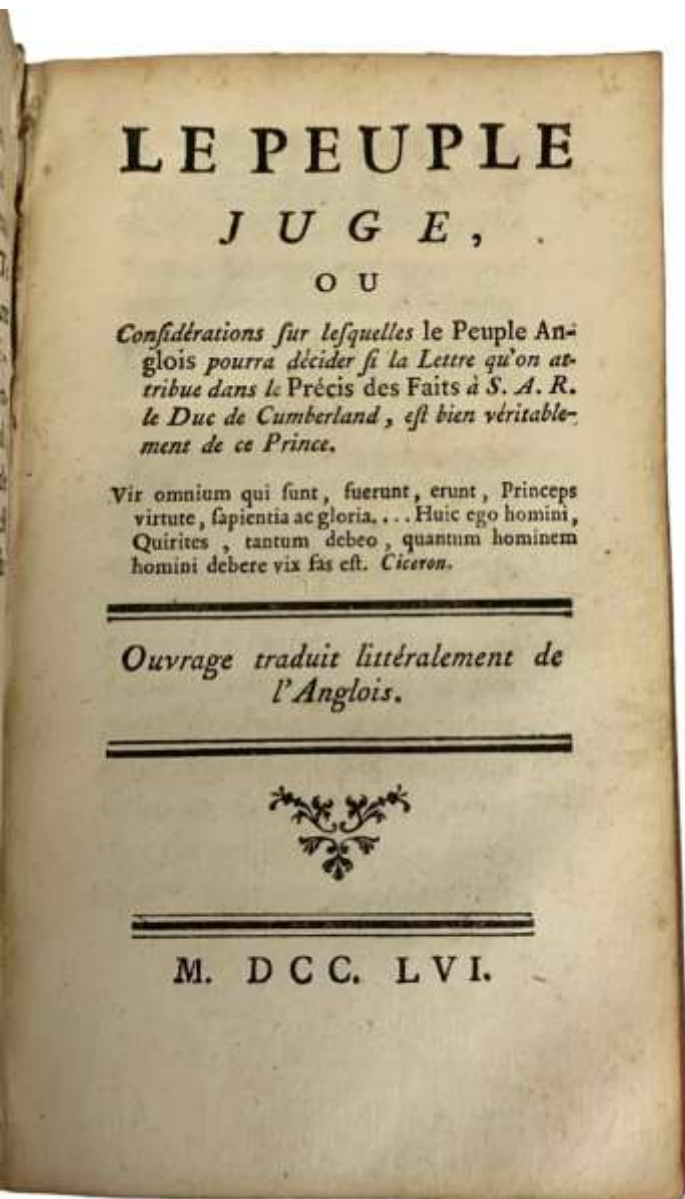 LE PEUPLE
JUGE,
OU
Conſidérations ſur leſquelles le Peuple An-
glois pourra décider ſi la Lettre qu'on at-
tribue dans le Précis des Faits à S. A. R.
le Duc de Cumberland, eſt bien véritable-
ment de ce Prince.
Vir omnium qui ſunt, fuerunt, erunt, Princeps
virtute, ſapientia ac gloria.... Huic ego homini,
Quirites, tantum debeo, quantum hominem
homini debere vix fas eſt. Ciceron.
Ouvrage traduit littéralement de
l'Anglois.
M. DCC. LVI.